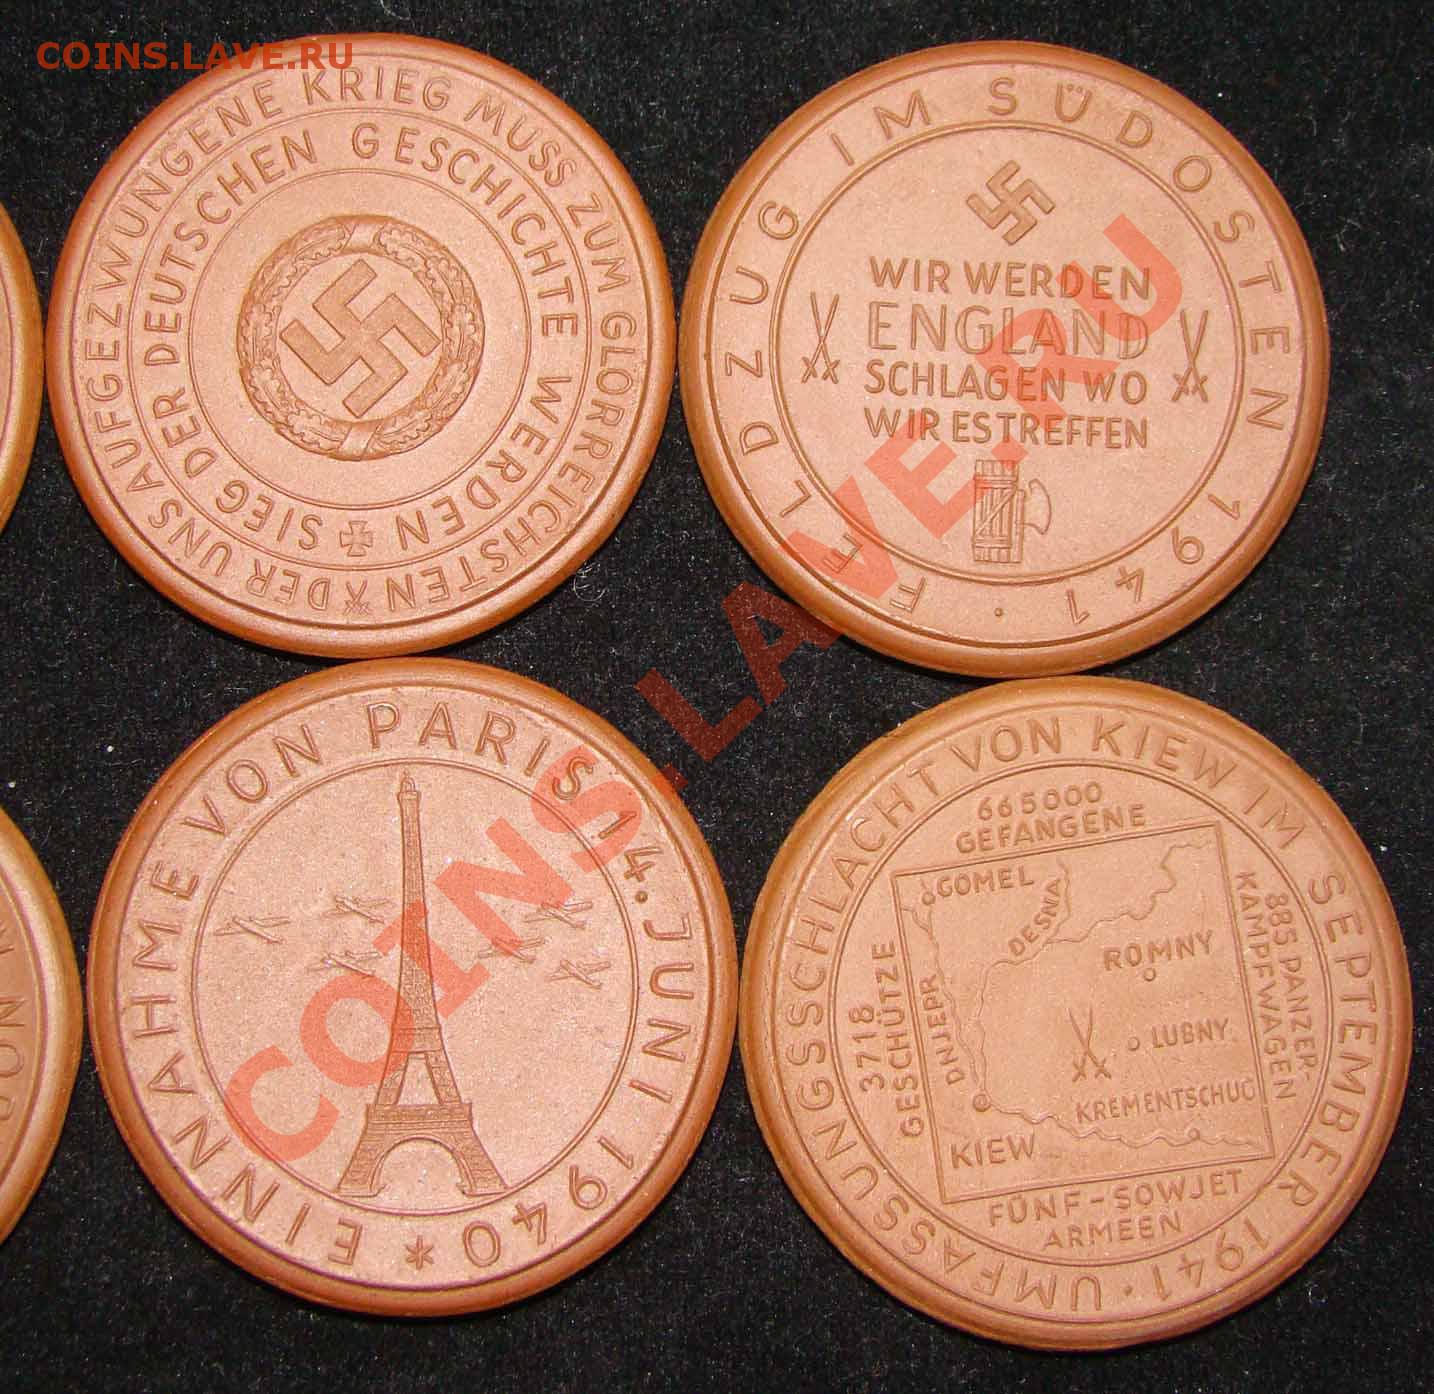 COINS.LAVE.RU
DER UNS AUFGEZWUNGENE KRIEG MUSS ZUM GLORREICHSTEN
SIEG DER DEUTSCHEN GESCHICHTE WERDEN
FELDZUG IM SÜDOSTEN 1941 ·
WIR WERDEN
ENGLAND
SCHLAGEN WO
WIR ES TREFFEN
EINNAHME VON PARIS 14. JUNI 1940 *
UMFASSUNGSSCHLACHT VON KIEW IM SEPTEMBER 1941 ·
665000
GEFANGENE
885 PANZER-
KAMPFWAGEN
3718
GESCHÜTZE
GOMEL
DESNA
ROMNY
DNJEPR
LUBNY
KREMENTSCHUG
KIEW
FÜNF-SOWJET
ARMEEN
COINS.LAVE.RU